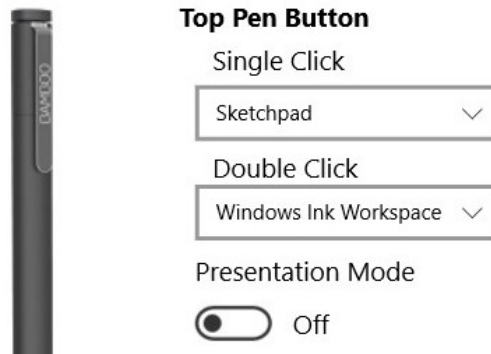 BAMBOO
Top Pen Button
Single Click
Sketchpad
Double Click
Windows Ink Workspace
Presentation Mode
Off